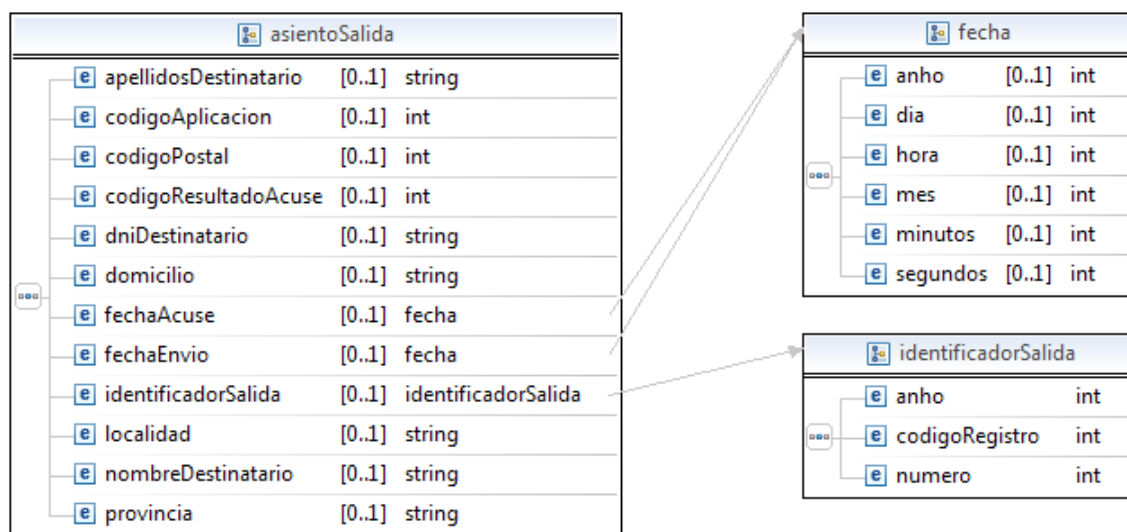 asientoSalida
e apellidosDestinatario [0..1] string
e codigoAplicacion [0..1] int
e codigoPostal [0..1] int
e codigoResultadoAcuse [0..1] int
e dniDestinatario [0..1] string
e domicilio [0..1] string
e fechaAcuse [0..1] fecha
e fechaEnvio [0..1] fecha
e identificadorSalida [0..1] identificadorSalida
e localidad [0..1] string
e nombreDestinatario [0..1] string
e provincia [0..1] string
fecha
e anho [0..1] int
e dia [0..1] int
e hora [0..1] int
e mes [0..1] int
e minutos [0..1] int
e segundos [0..1] int
identificadorSalida
e anho int
e codigoRegistro int
e numero int